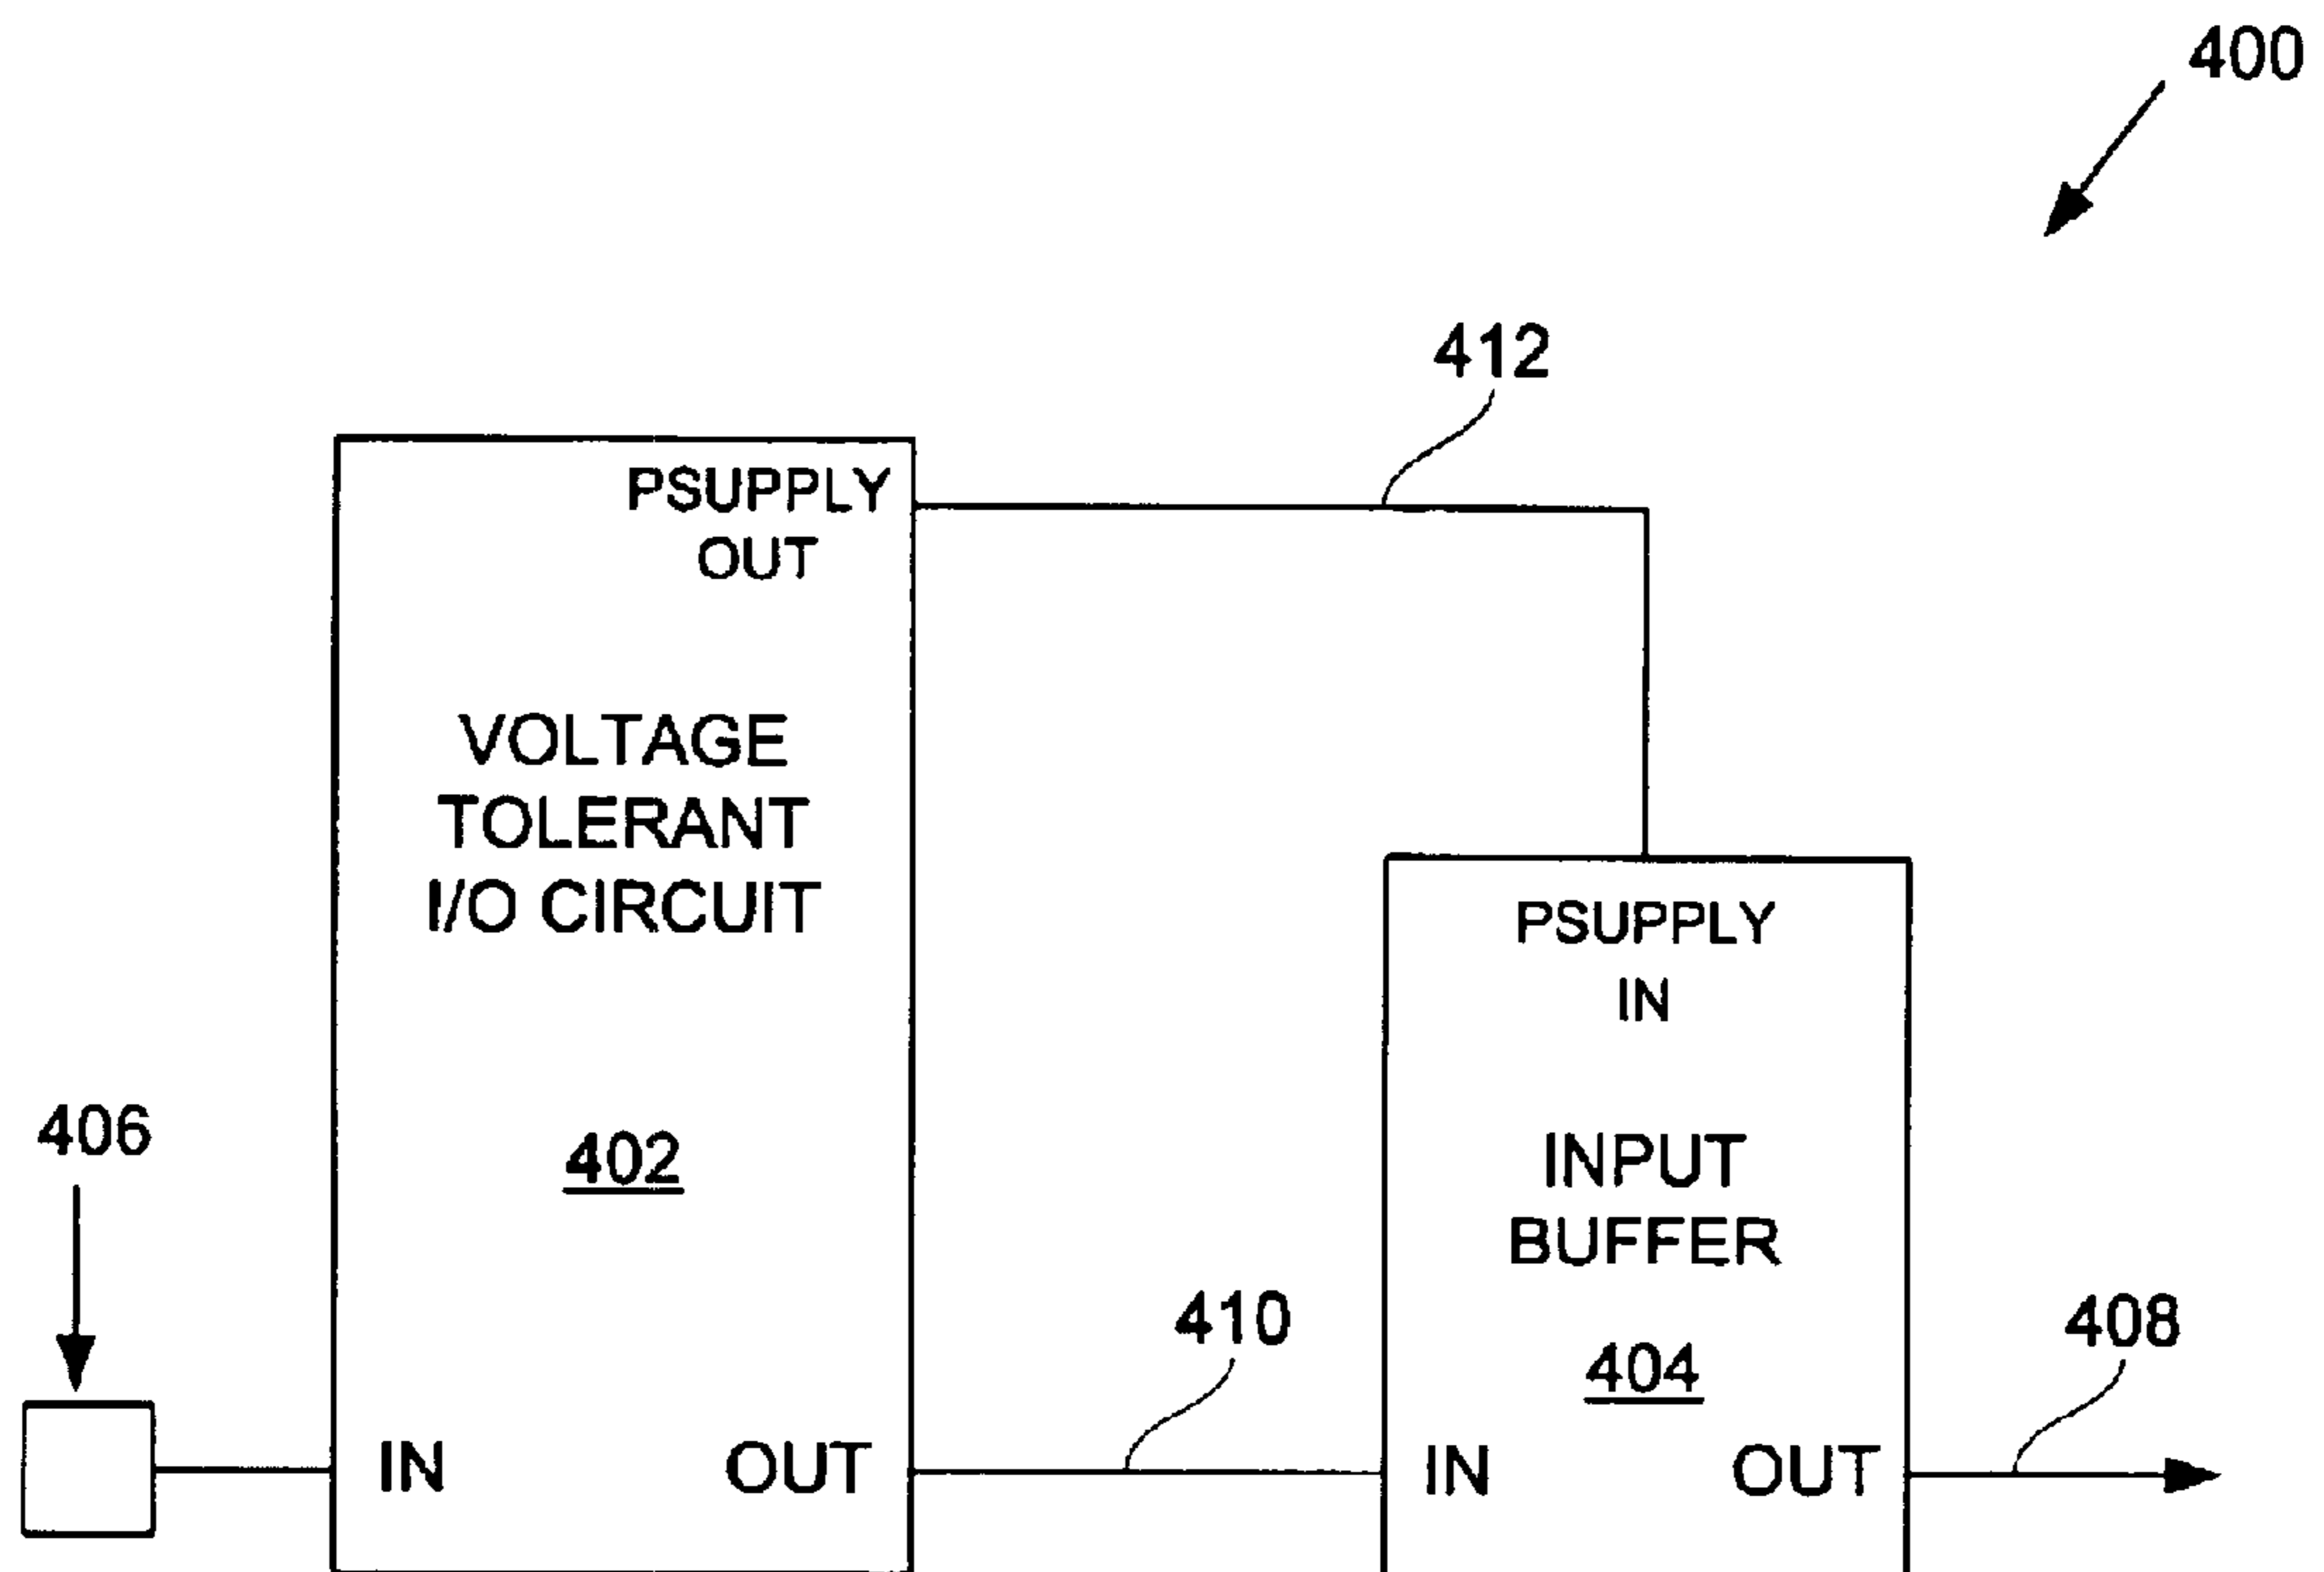 400
412
PSUPPLY
OUT
VOLTAGE
TOLERANT
I/O CIRCUIT
402
406
IN
OUT
410
PSUPPLY
IN
INPUT
BUFFER
404
IN
OUT
408